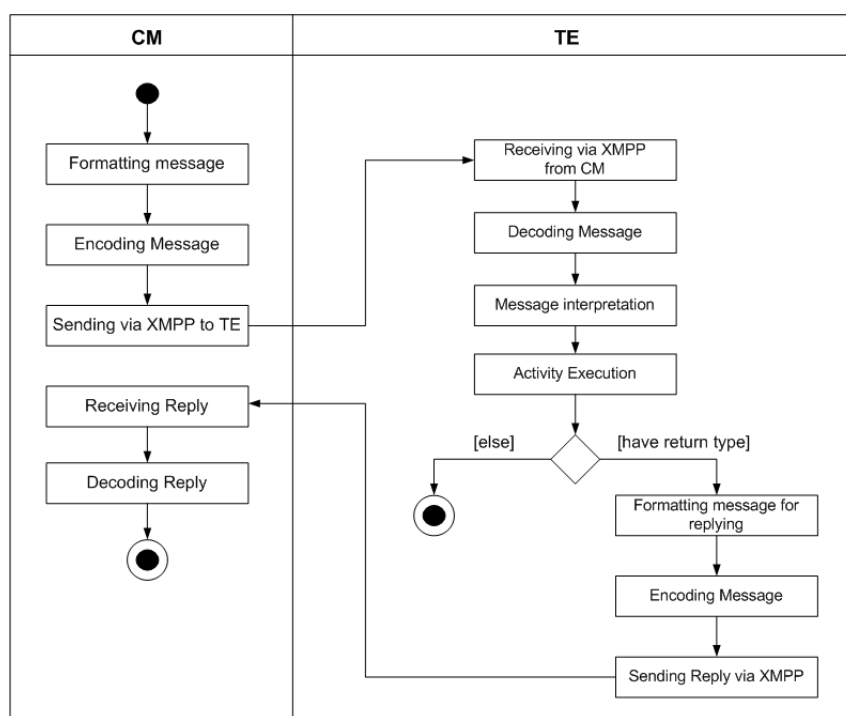 CM
TE
Formatting message
Encoding Message
Sending via XMPP to TE
Receiving Reply
Decoding Reply
Receiving via XMPP
from CM
Decoding Message
Message interpretation
Activity Execution
[else]
[have return type]
Formatting message for
replying
Encoding Message
Sending Reply via XMPP